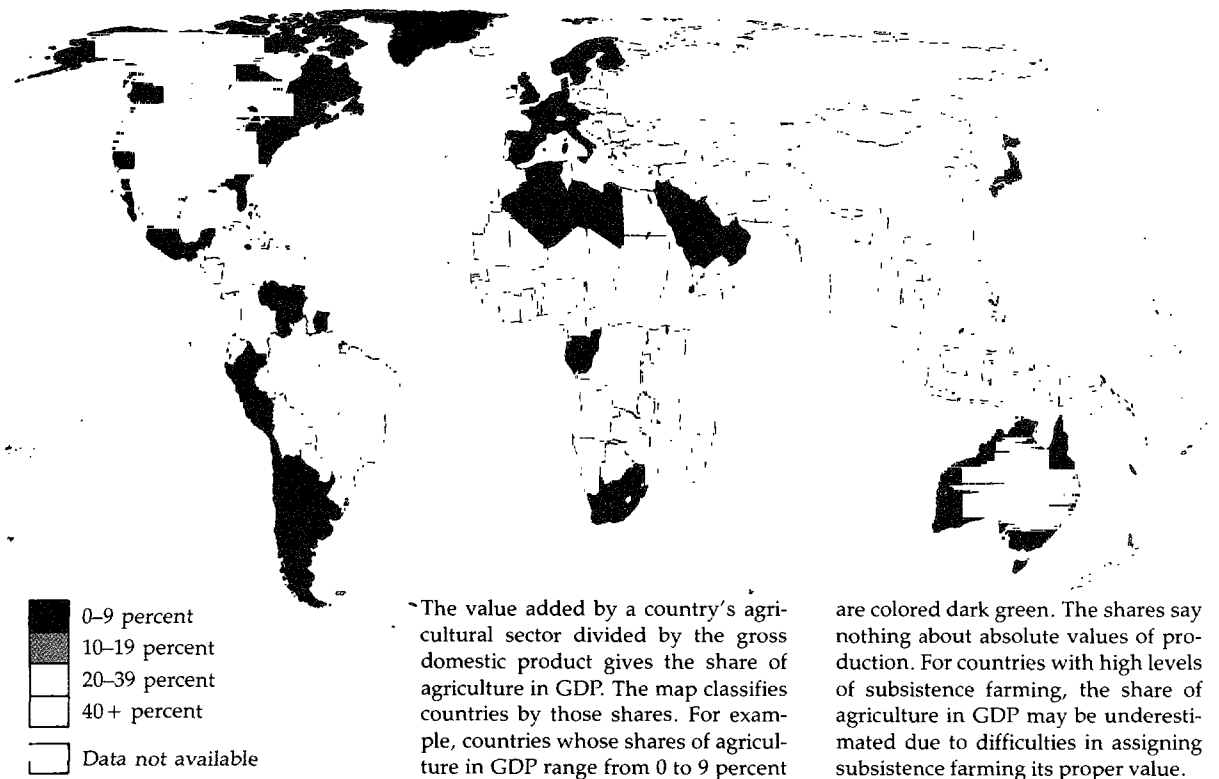 0–9 percent
10–19 percent
20–39 percent
40+ percent
Data not available
The value added by a country's agri-
cultural sector divided by the gross
domestic product gives the share of
agriculture in GDP. The map classifies
countries by those shares. For exam-
ple, countries whose shares of agricul-
ture in GDP range from 0 to 9 percent
are colored dark green. The shares say
nothing about absolute values of pro-
duction. For countries with high levels
of subsistence farming, the share of
agriculture in GDP may be underesti-
mated due to difficulties in assigning
subsistence farming its proper value.